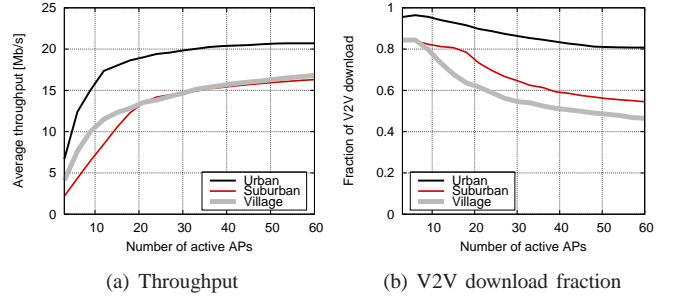 Average throughput [Mb/s]
25
20
15
10
5
0
10 20 30 40 50 60
Number of active APs
Urban
Suburban
Village
(a) Throughput
Fraction of V2V download
1
0.8
0.6
0.4
0.2
0
10 20 30 40 50 60
Number of active APs
Urban
Suburban
Village
(b) V2V download fraction